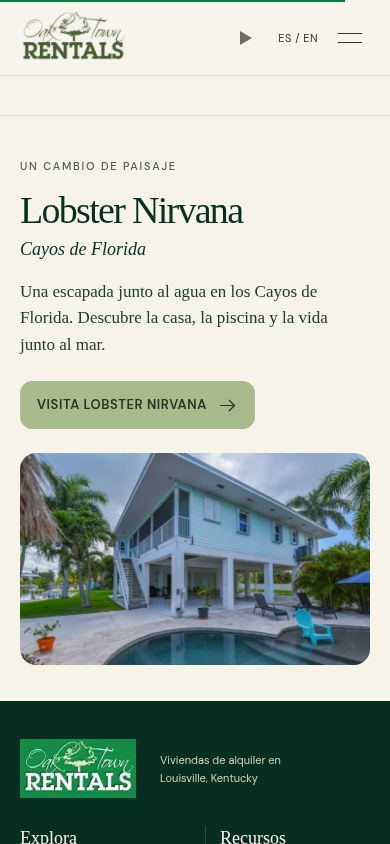 Oak Town
RENTALS
ES / EN
UN CAMBIO DE PAISAJE
Lobster Nirvana
Cayos de Florida
Una escapada junto al agua en los Cayos de
Florida. Descubre la casa, la piscina y la vida
junto al mar.
VISITA LOBSTER NIRVANA
Oak Town
RENTALS
Viviendas de alquiler en
Louisville, Kentucky
Explora
Recursos